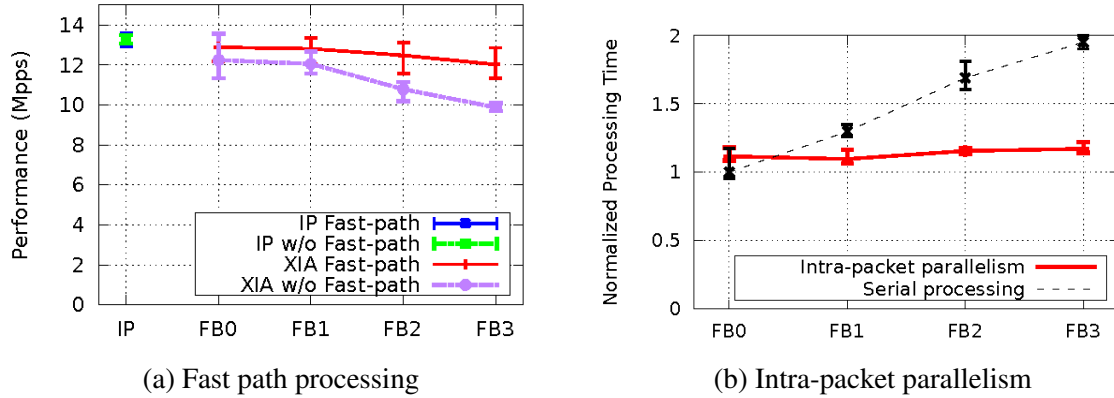 14
12
10
8
6
4
2
0
Performance (Mpps)
IP Fast-path
IP w/o Fast-path
XIA Fast-path
XIA w/o Fast-path
IP FB0 FB1 FB2 FB3
(a) Fast path processing
2
1.5
1
0.5
0
Normalized Processing Time
Intra-packet parallelism
Serial processing
FB0 FB1 FB2 FB3
(b) Intra-packet parallelism